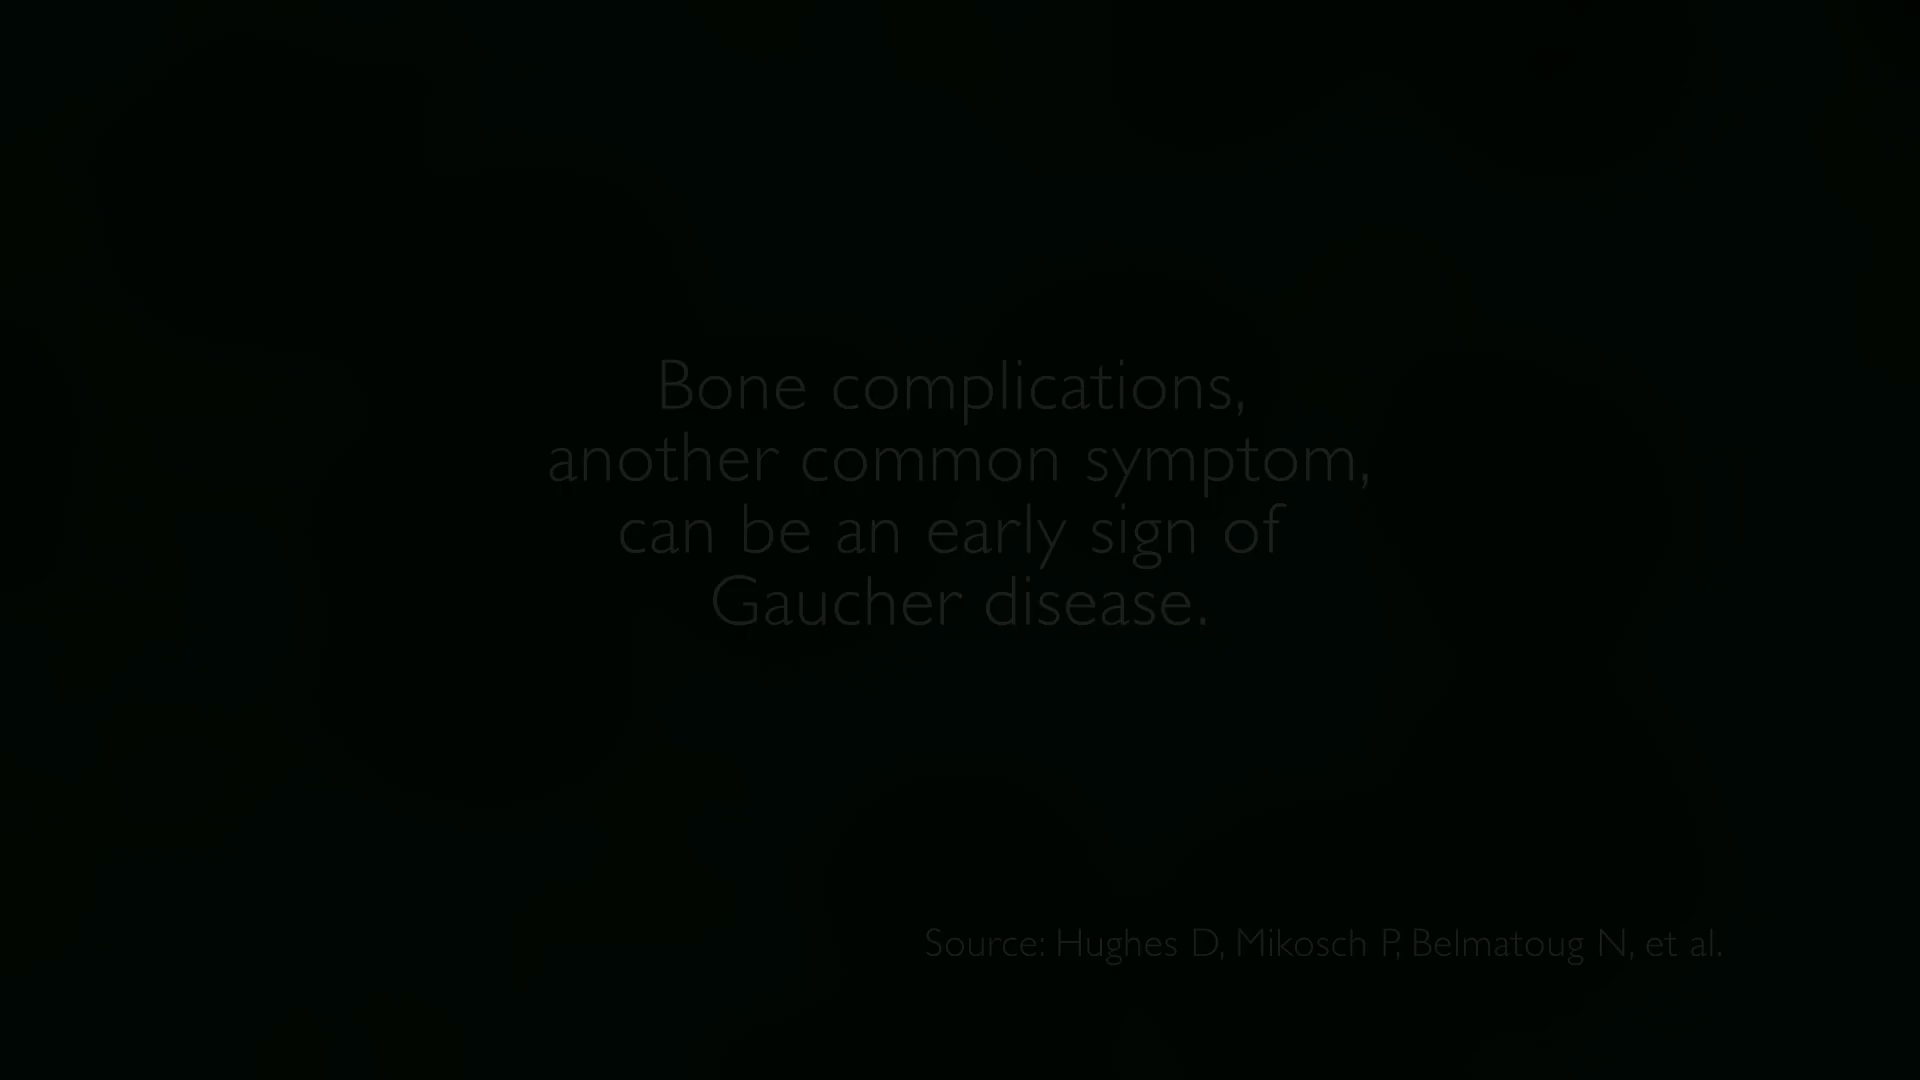 Bone complications,
another common symptom,
can be an early sign of
Gaucher disease.
Source: Hughes D, Mikosch P, Belmatoug N, et al.